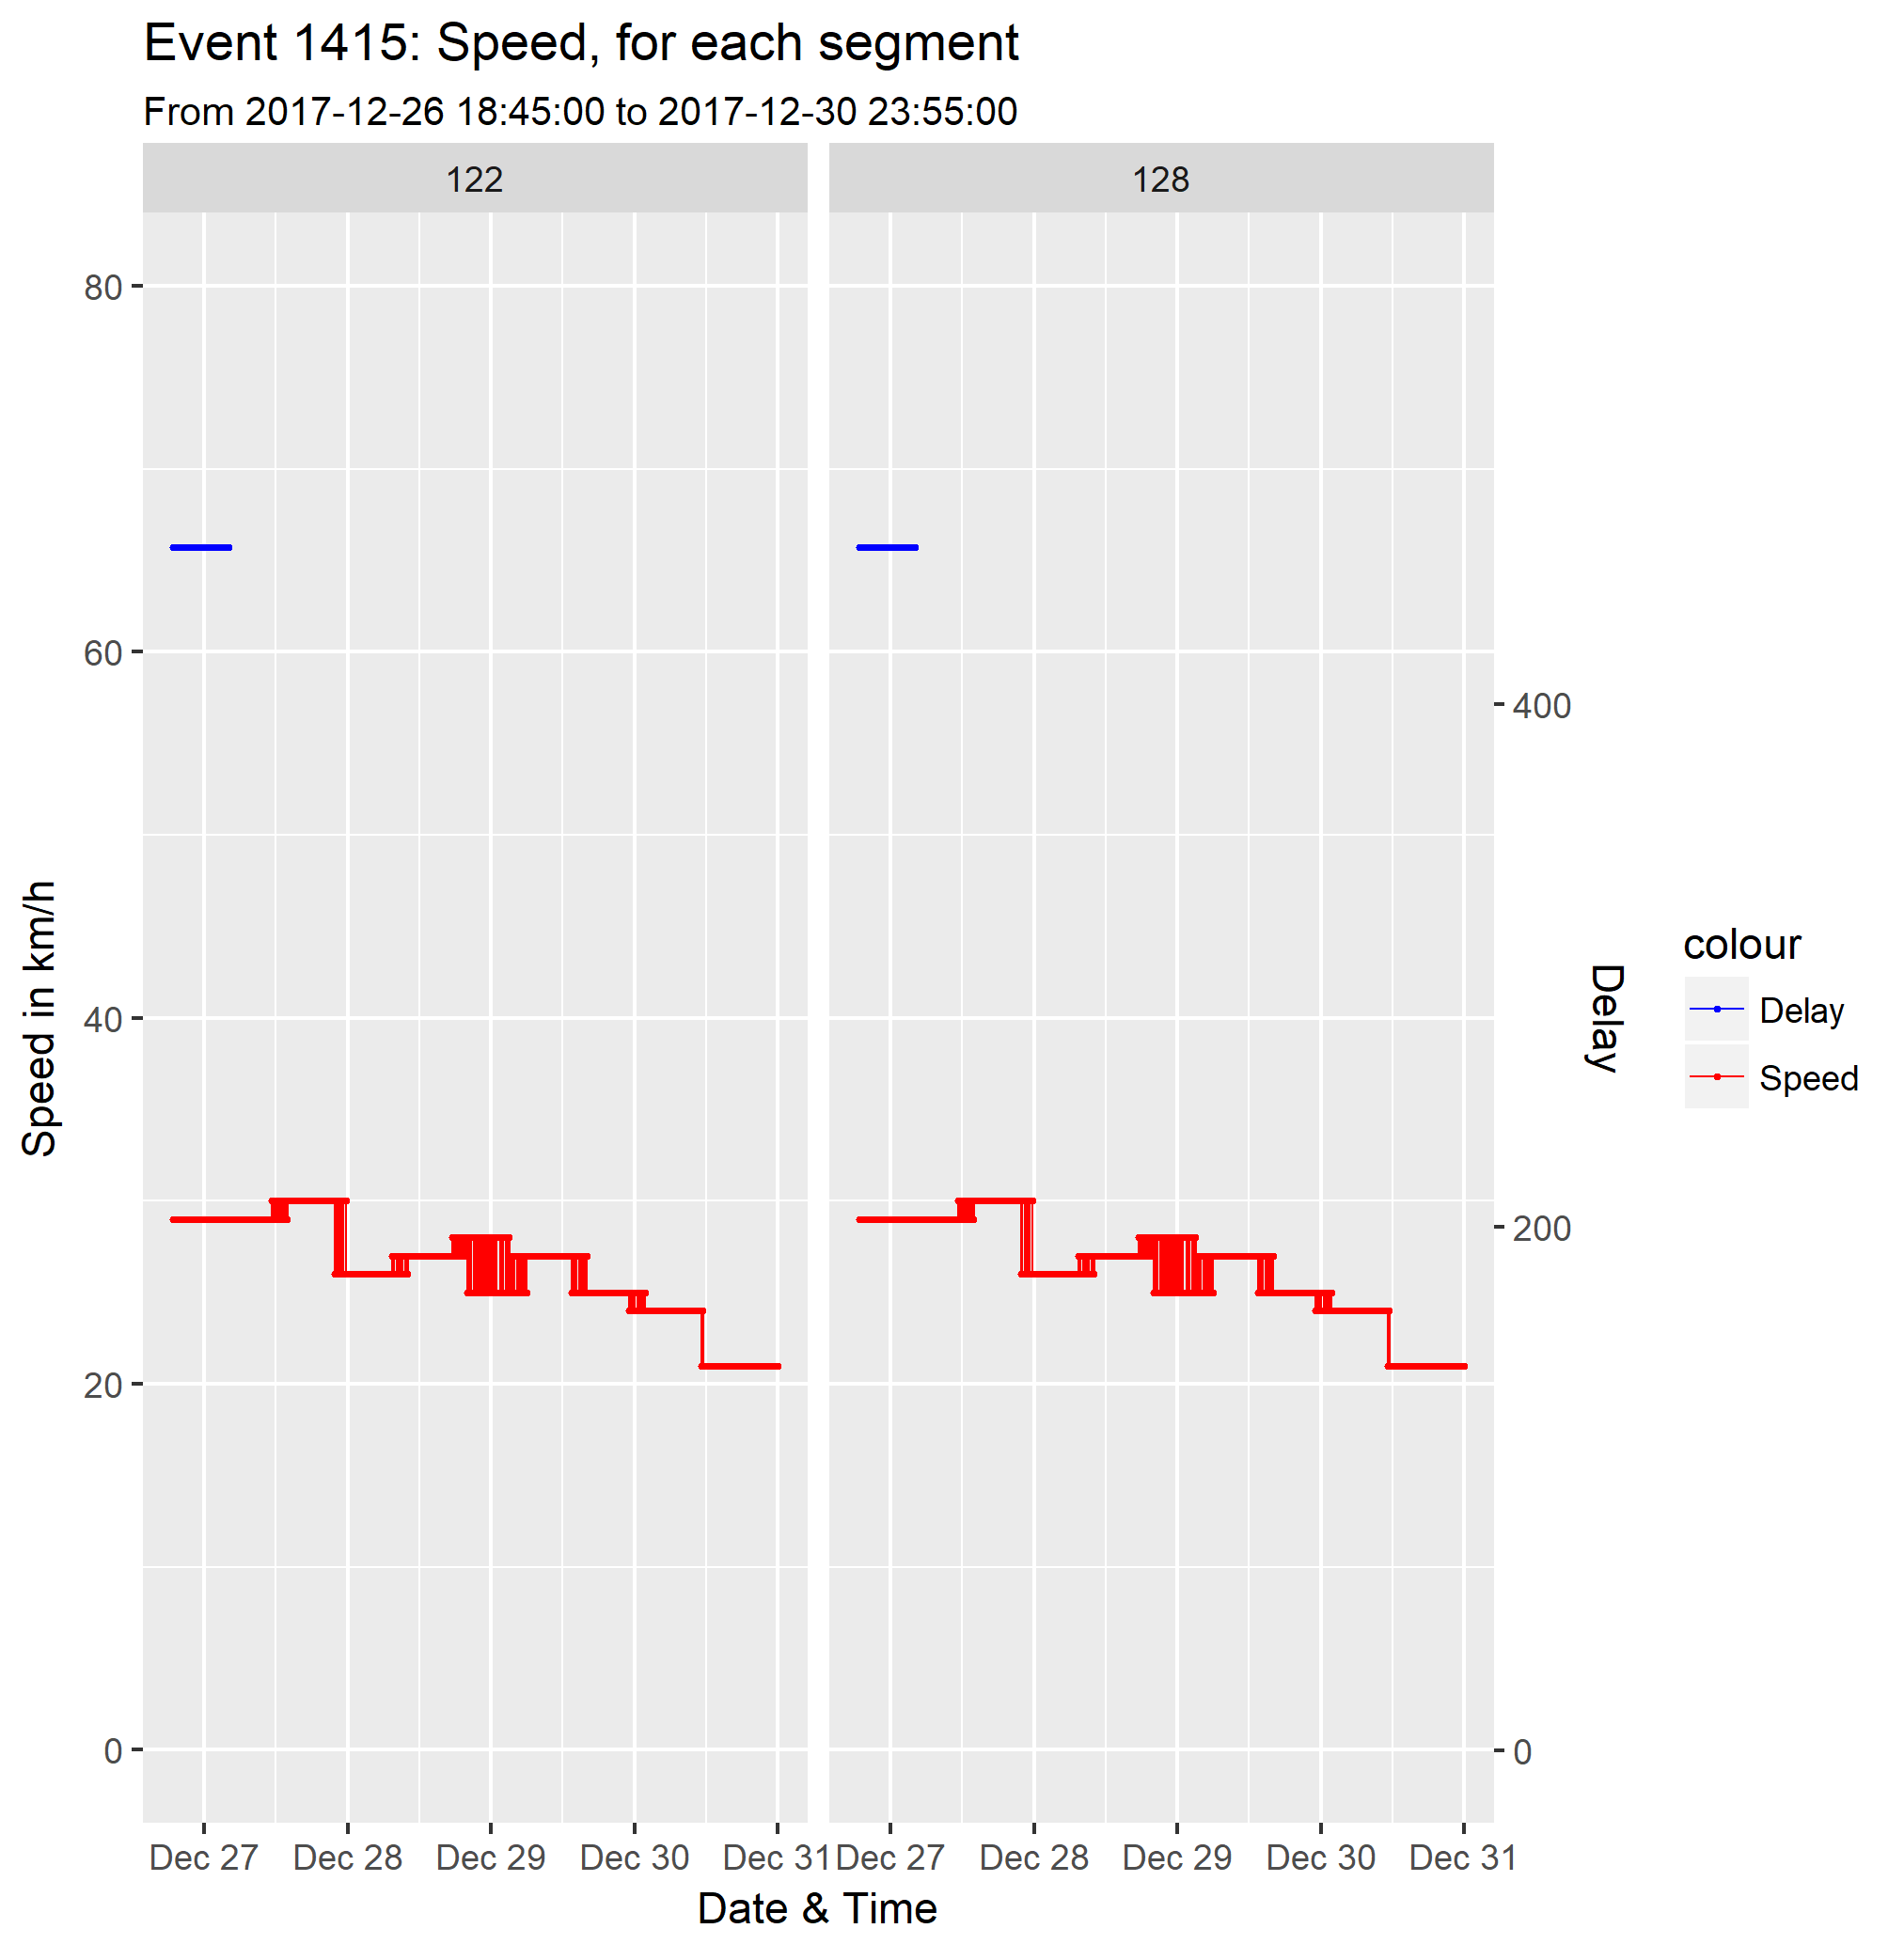 Event 1415: Speed, for each segment
From 2017-12-26 18:45:00 to 2017-12-30 23:55:00
122
128
80
60
40
20
0
Speed in km/h
400
200
0
Delay
colour
Delay
Speed
Dec 27 Dec 28 Dec 29 Dec 30 Dec 31
Dec 27 Dec 28 Dec 29 Dec 30 Dec 31
Date & Time